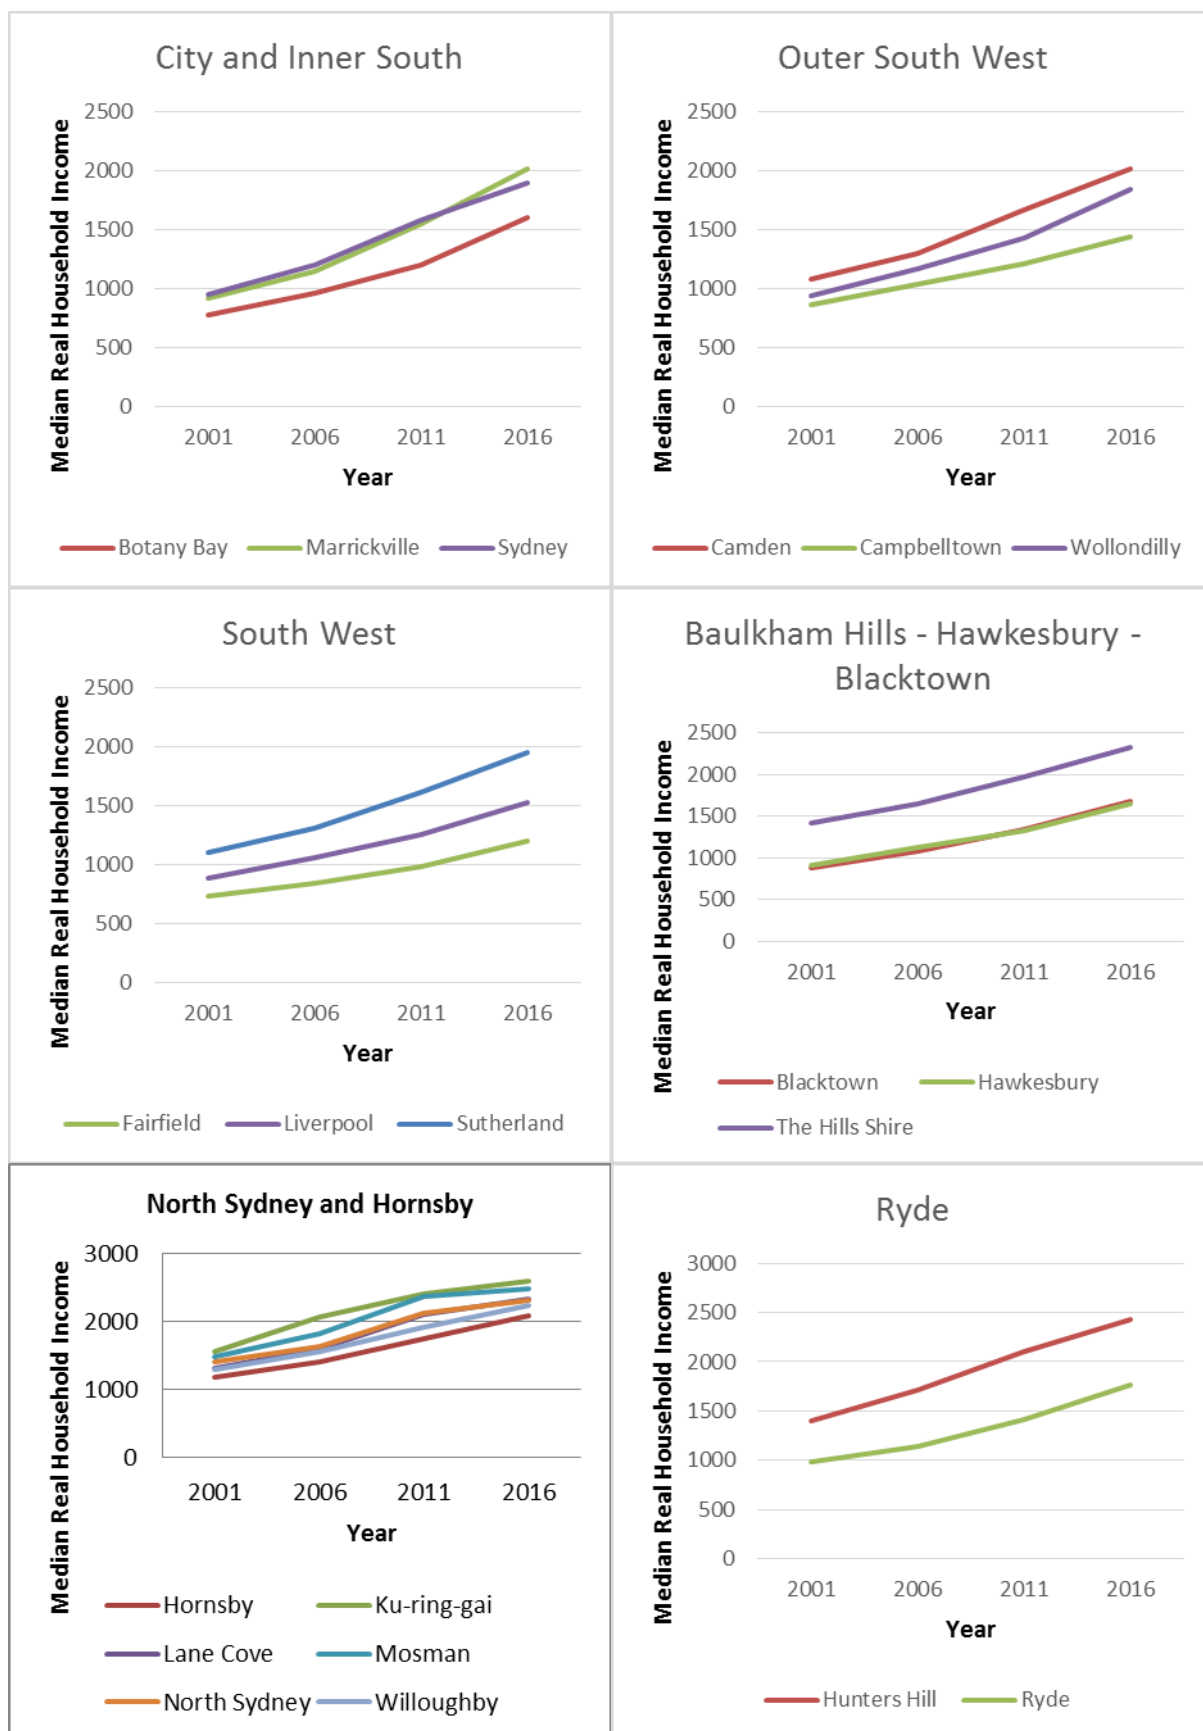 City and Inner South
Median Real Household Income
2500
2000
1500
1000
500
0
2001 2006 2011 2016
Year
Botany Bay Marrickville Sydney
Outer South West
Median Real Household Income
2500
2000
1500
1000
500
0
2001 2006 2011 2016
Year
Camden Campbelltown Wollondilly
South West
Median Real Household Income
2500
2000
1500
1000
500
0
2001 2006 2011 2016
Year
Fairfield Liverpool Sutherland
Baulkham Hills - Hawkesbury -
Blacktown
Median Real Household Income
2500
2000
1500
1000
500
0
2001 2006 2011 2016
Year
Blacktown Hawkesbury
The Hills Shire
North Sydney and Hornsby
Median Real Household Income
3000
2000
1000
0
2001 2006 2011 2016
Year
Hornsby Ku-ring-gai
Lane Cove Mosman
North Sydney Willoughby
Ryde
Median Real Household Income
3000
2500
2000
1500
1000
500
0
2001 2006 2011 2016
Year
Hunters Hill Ryde